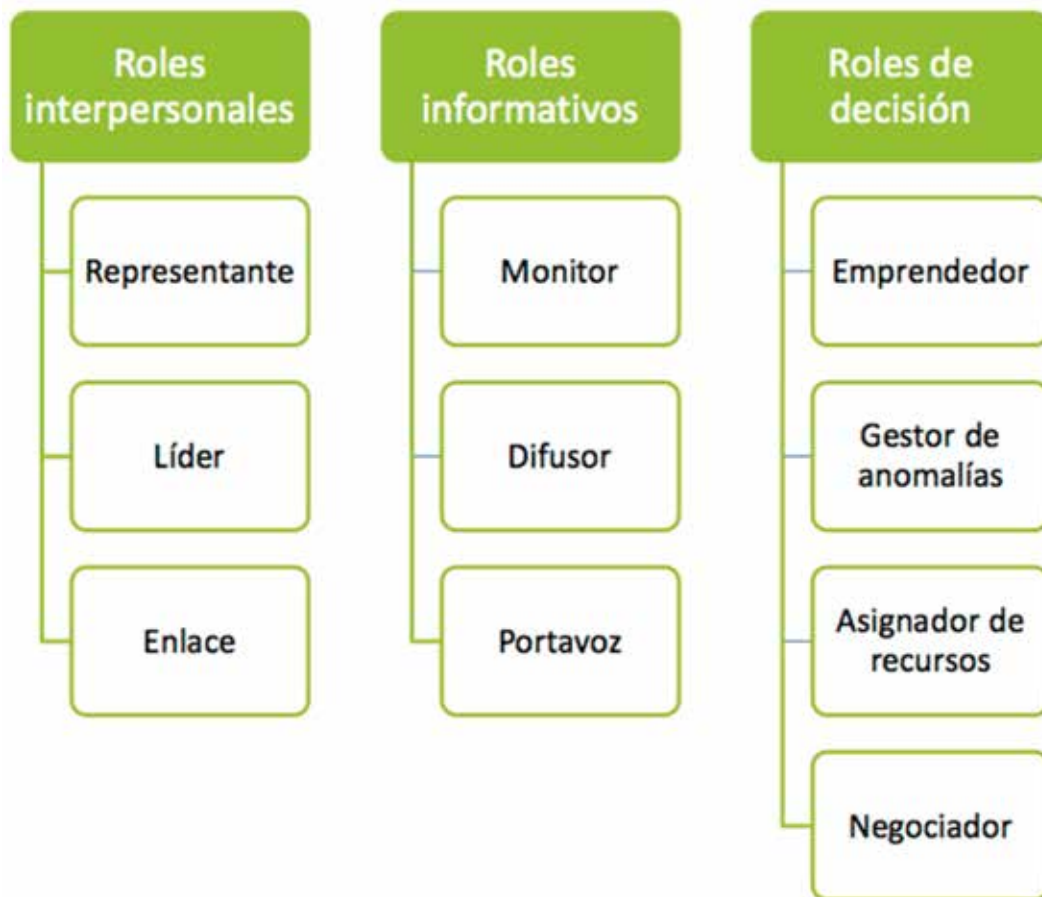 Roles
interpersonales
Representante
Líder
Enlace
Roles
informativos
Monitor
Difusor
Portavoz
Roles de
decisión
Emprendedor
Gestor de
anomalías
Asignador de
recursos
Negociador